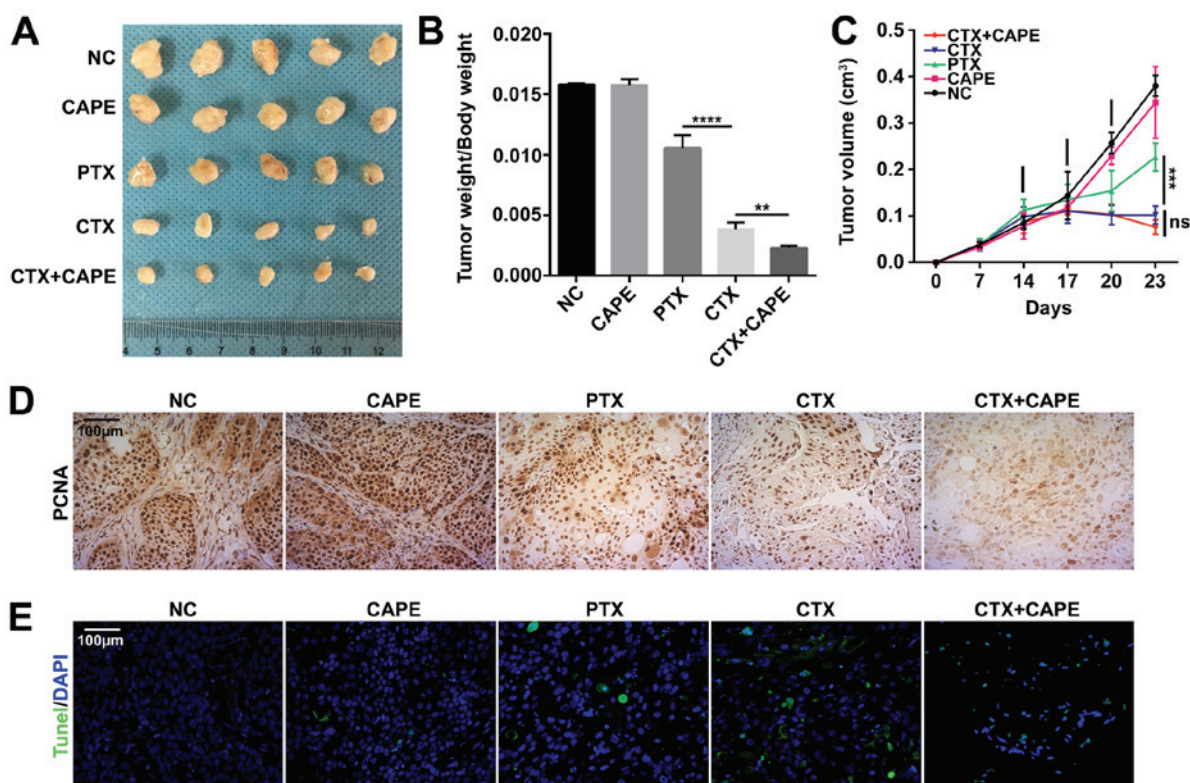 A
NC
CAPE
PTX
CTX
CTX+CAPE
4 5 6 7 8 9 10 11 12
B
Tumor weight/Body weight
0.020
0.015
0.010
0.005
0.000
****
**
NC
CAPE
PTX
CTX
CTX+CAPE
C
Tumor volume (cm³)
0.5
0.4
0.3
0.2
0.1
0.0
CTX+CAPE
CTX
PTX
CAPE
NC
***
ns
0 7 14 17 20 23
Days
D
NC CAPE PTX CTX CTX+CAPE
PCNA
100μm
E
NC CAPE PTX CTX CTX+CAPE
Tunel/DAPI
100μm